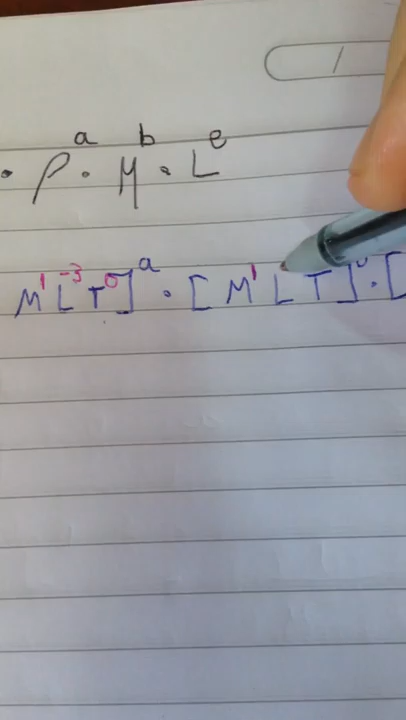 · ρ^a · μ^b · L^e
M^1 L^-3 T^0]^a · [M^1 L T]^b · [